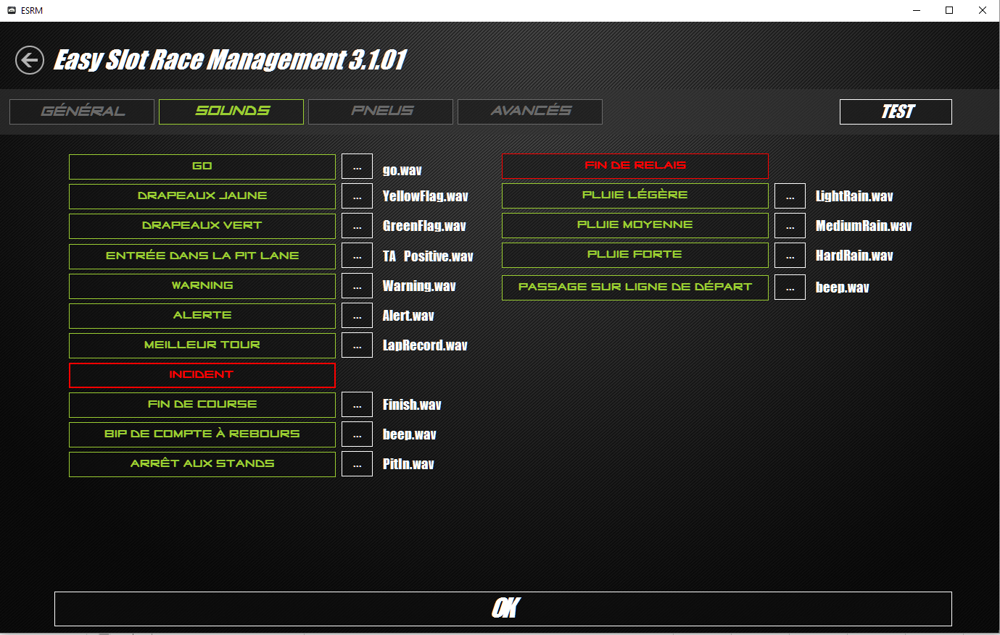 ESRM
Easy Slot Race Management 3.1.01
GÉNÉRAL SOUNDS PNEUS AVANCÉS TEST
GO ... go.wav
DRAPEAUX JAUNE ... YellowFlag.wav
DRAPEAUX VERT ... GreenFlag.wav
ENTRÉE DANS LA PIT LANE ... TA Positive.wav
WARNING ... Warning.wav
ALERTE ... Alert.wav
MEILLEUR TOUR ... LapRecord.wav
INCIDENT
FIN DE COURSE ... Finish.wav
BIP DE COMPTE À REBOURS ... beep.wav
ARRÊT AUX STANDS ... PitIn.wav
FIN DE RELAIS
PLUIE LÉGÈRE ... LightRain.wav
PLUIE MOYENNE ... MediumRain.wav
PLUIE FORTE ... HardRain.wav
PASSAGE SUR LIGNE DE DÉPART ... beep.wav
OK